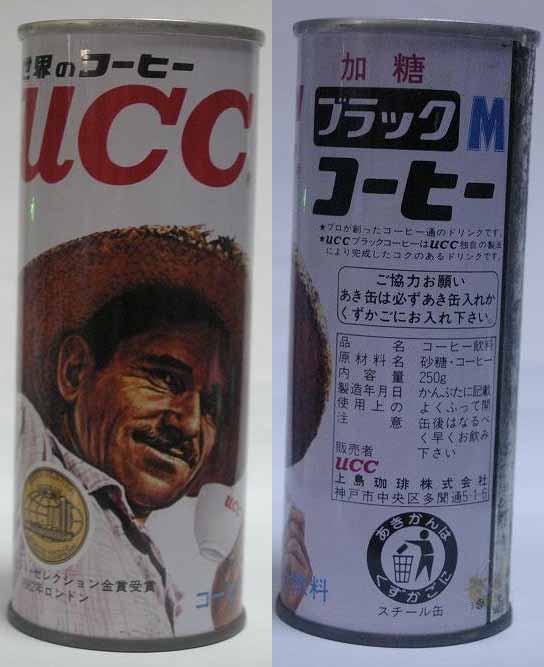 世界のコーヒー
ucc
ucc
セレクション金賞受賞
年ロンドン
コーヒ
加糖
ブラック M
コーヒー
★プロが創ったコーヒー通のドリンクです。
★uccブラックコーヒーはucc独自の製法
により完成したコクのあるドリンクです。
ご協力お願い
あき缶は必ずあき缶入れか
くずかごにお入れ下さい。
品名 コーヒー飲料
原材料名 砂糖・コーヒー
内容量 250g
製造年月日 かんぶたに記載
使用上の注意 よくふって開
缶後はなるべ
く早くお飲み
下さい
販売者
ucc
上島珈琲株式会社
神戸市中央区多聞通5-1-6
あきかんは
くずかごに
スチール缶
飲料